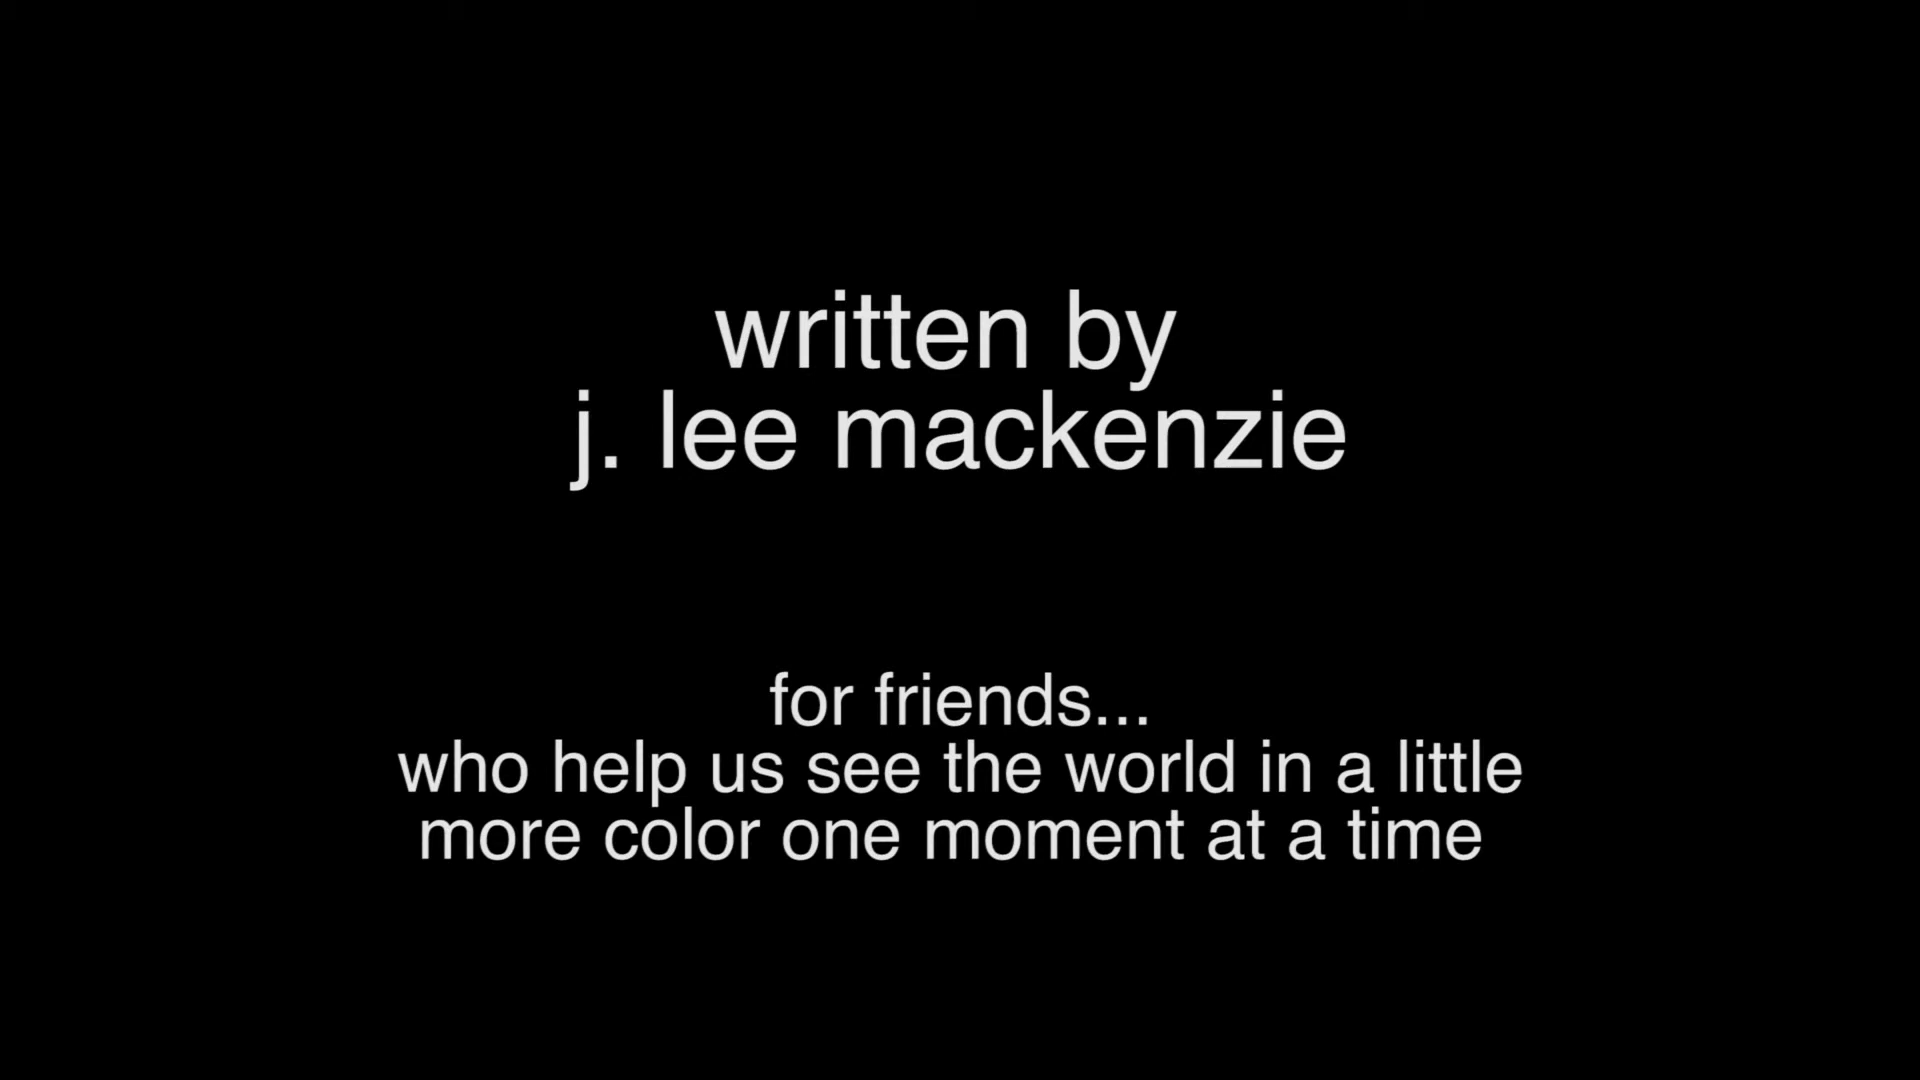 written by
j. lee mackenzie
for friends...
who help us see the world in a little
more color one moment at a time